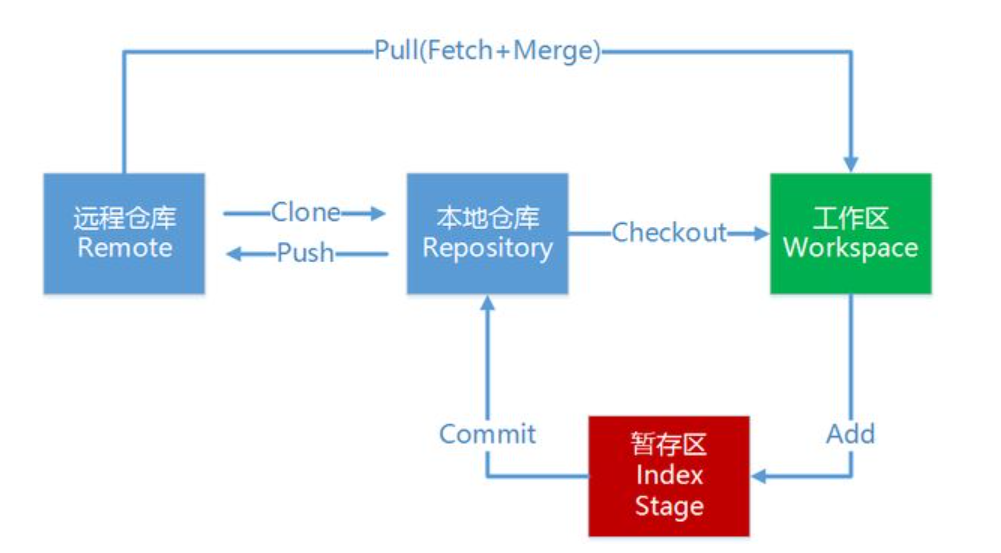 Pull(Fetch+Merge)
远程仓库
Remote
Clone
Push
本地仓库
Repository
Checkout
工作区
Workspace
Commit
暂存区
Index
Stage
Add